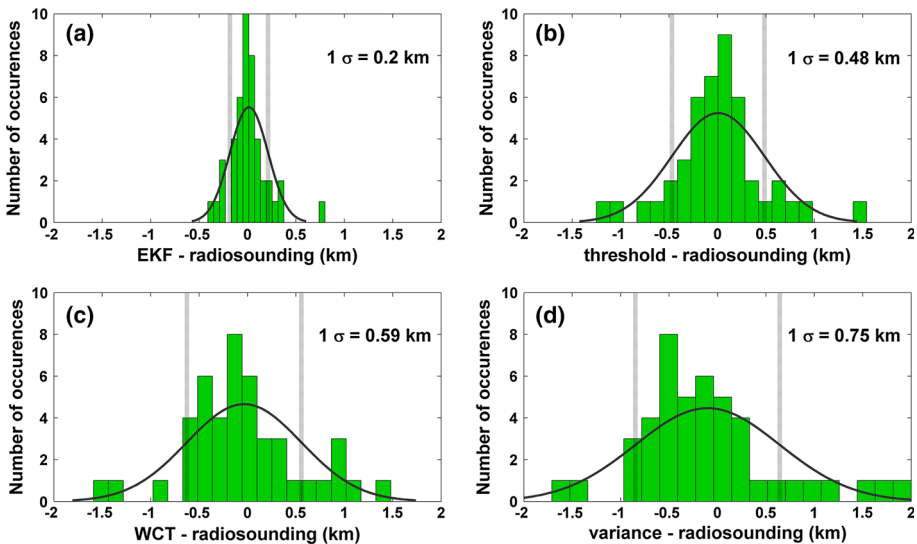 (a)
1 σ = 0.2 km
Number of occurences
10
8
6
4
2
0
-2 -1.5 -1 -0.5 0 0.5 1 1.5 2
EKF - radiosounding (km)
(b)
1 σ = 0.48 km
Number of occurences
10
8
6
4
2
0
-2 -1.5 -1 -0.5 0 0.5 1 1.5 2
threshold - radiosounding (km)
(c)
1 σ = 0.59 km
Number of occurences
10
8
6
4
2
0
-2 -1.5 -1 -0.5 0 0.5 1 1.5 2
WCT - radiosounding (km)
(d)
1 σ = 0.75 km
Number of occurences
10
8
6
4
2
0
-2 -1.5 -1 -0.5 0 0.5 1 1.5 2
variance - radiosounding (km)